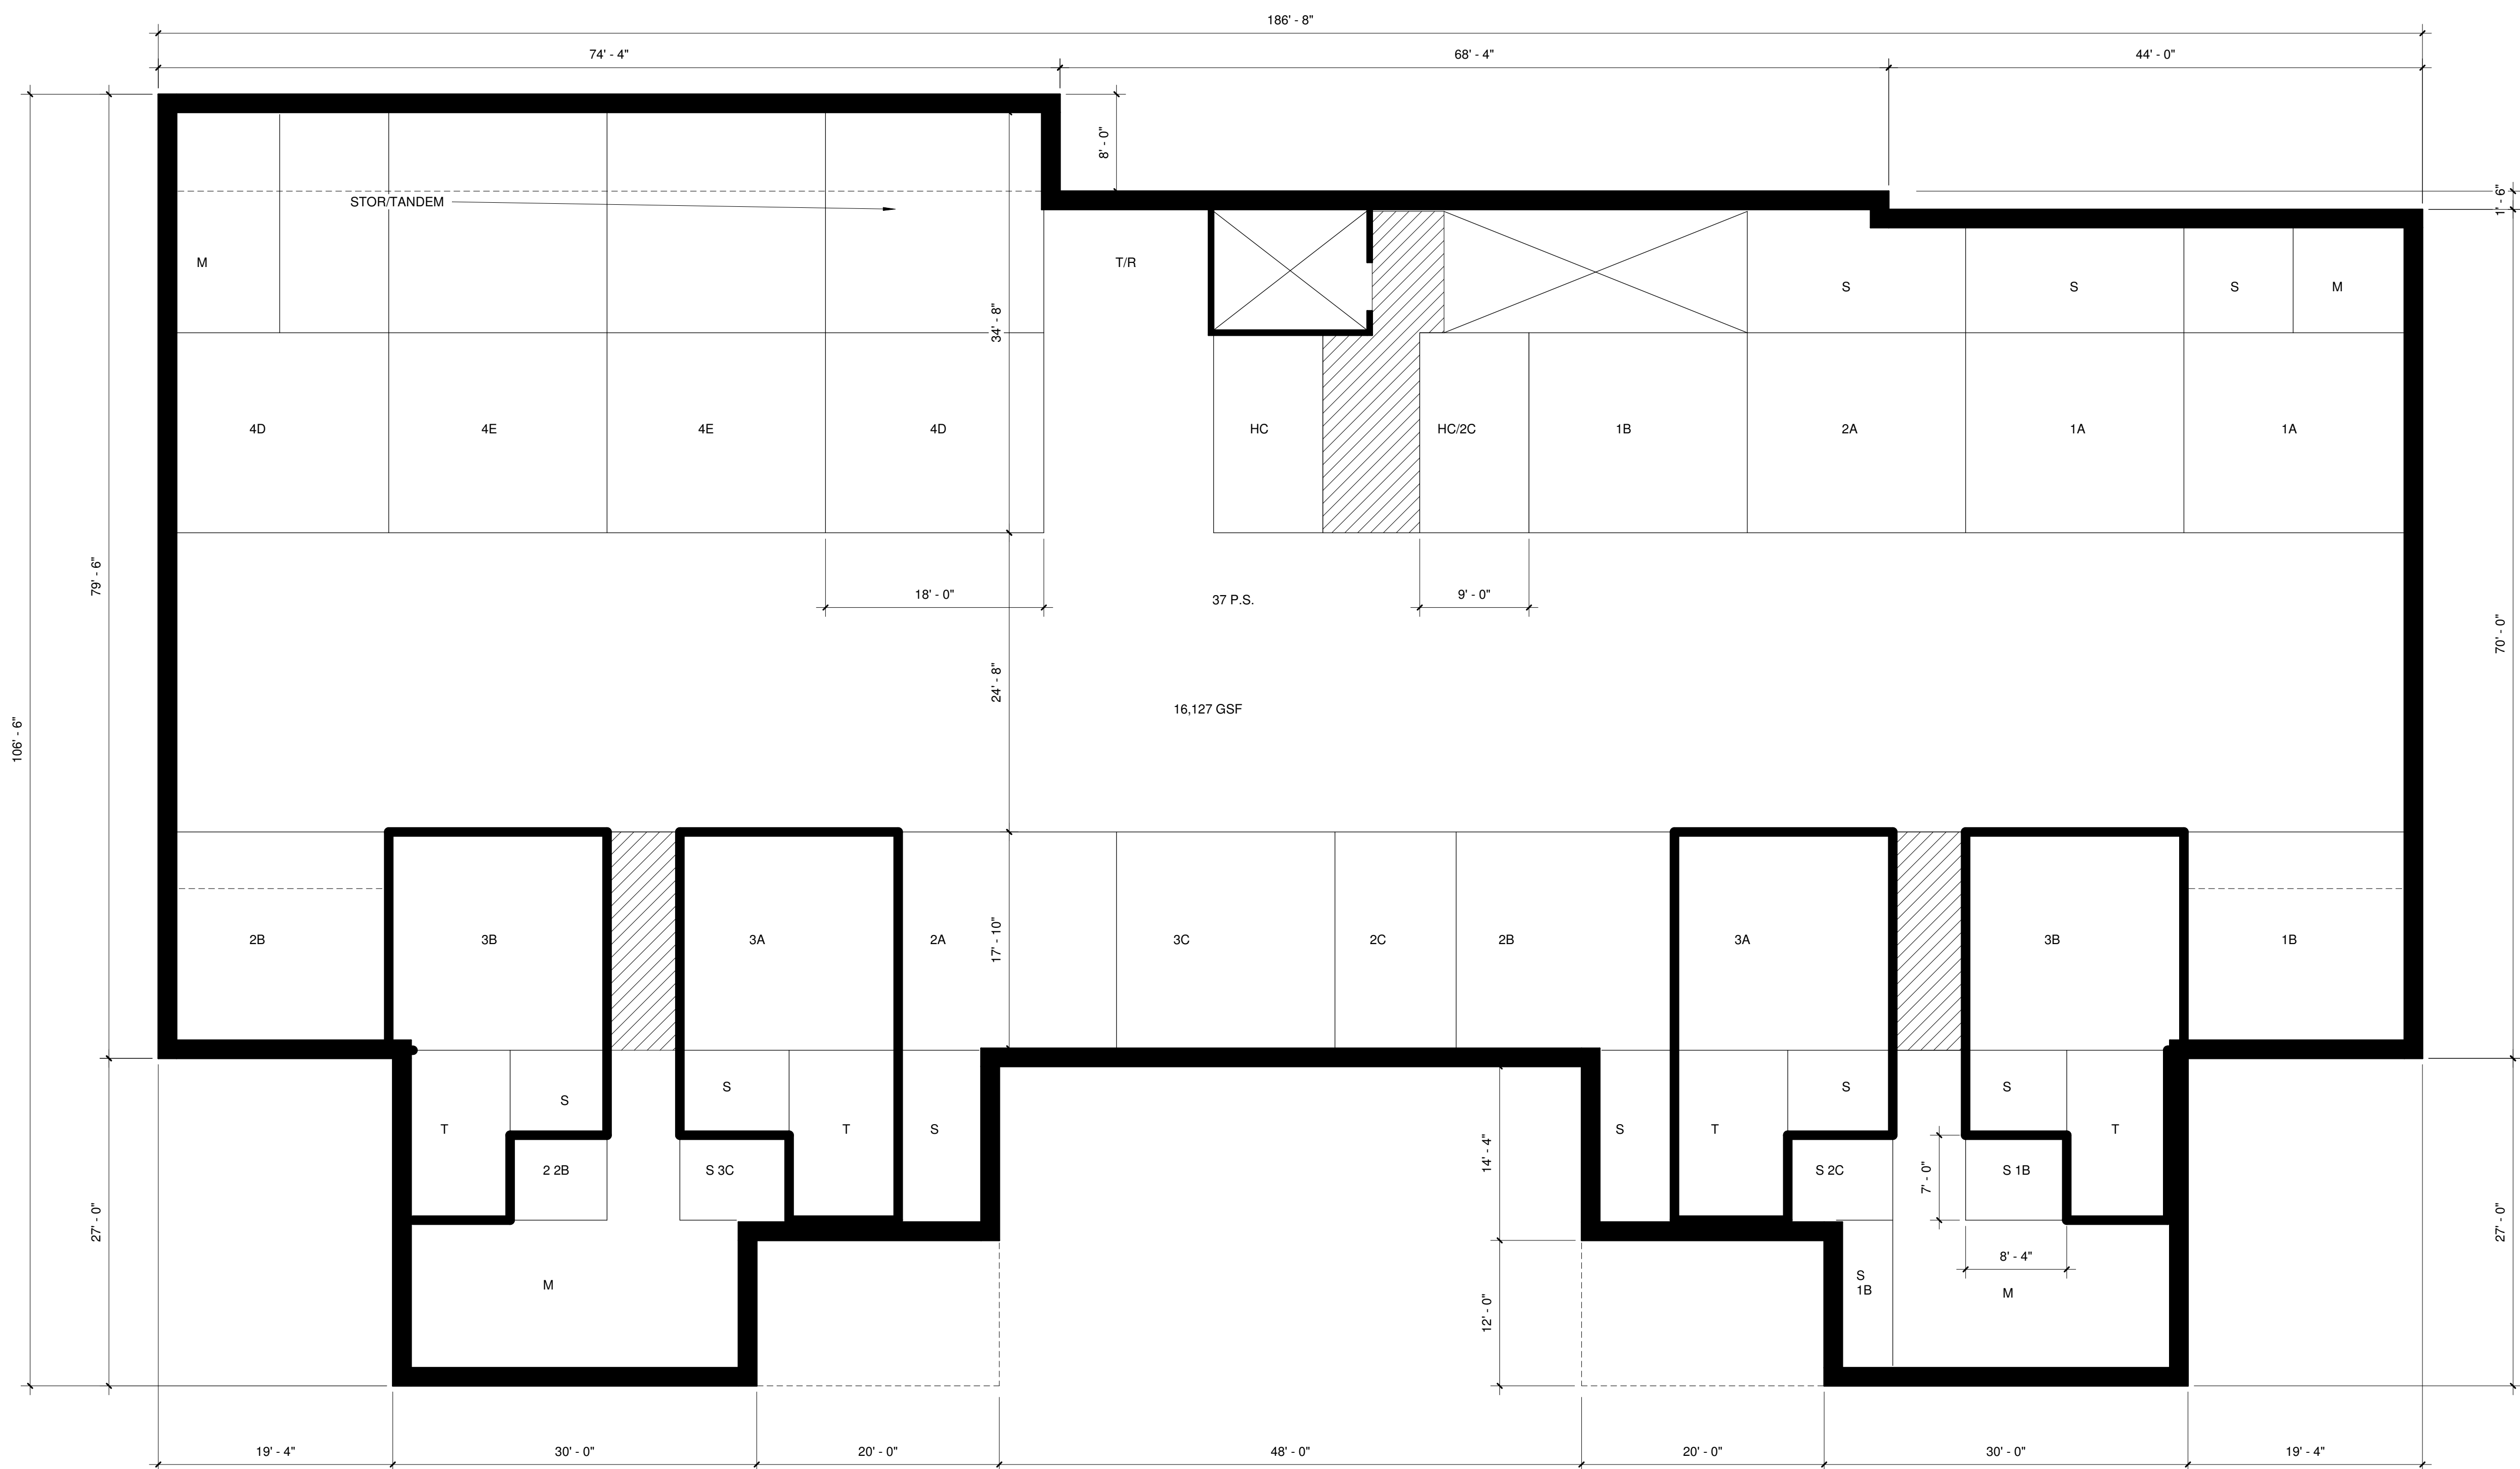 186' - 8"
74' - 4"
68' - 4"
44' - 0"
8' - 0"
1' - 6"
STOR/TANDEM
M
T/R
S
S
S
M
34' - 8"
4D
4E
4E
4D
HC
HC/2C
1B
2A
1A
1A
79' - 6"
18' - 0"
37 P.S.
9' - 0"
70' - 0"
24' - 8"
16,127 GSF
106' - 6"
2B
3B
3A
2A
17' - 10"
3C
2C
2B
3A
3B
1B
S
S
S
S
T
T
S
S
T
T
14' - 4"
2 2B
S 3C
S 2C
7' - 0"
S 1B
27' - 0"
27' - 0"
8' - 4"
M
S
1B
M
12' - 0"
19' - 4"
30' - 0"
20' - 0"
48' - 0"
20' - 0"
30' - 0"
19' - 4"